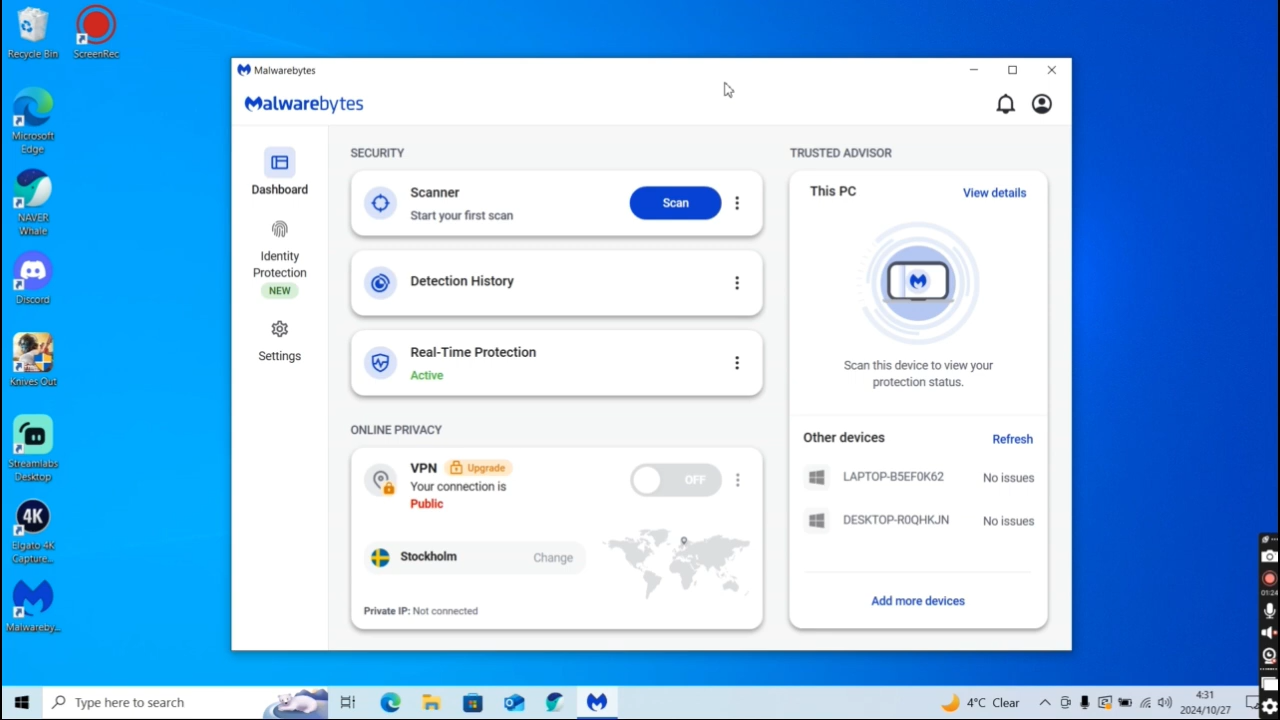 Recycle Bin
ScreenRec
Microsoft
Edge
NAVER
Whale
Discord
Knives Out
Streamlabs
Desktop
4K
Elgato 4K
Capture...
Malwareby...
Malwarebytes
Malwarebytes
Dashboard
Identity
Protection
NEW
Settings
SECURITY
Scanner
Start your first scan
Scan
Detection History
Real-Time Protection
Active
ONLINE PRIVACY
VPN Upgrade
Your connection is
Public
OFF
Stockholm
Change
Private IP: Not connected
TRUSTED ADVISOR
This PC
View details
Scan this device to view your
protection status.
Other devices
Refresh
LAPTOP-B5EF0K62
No issues
DESKTOP-R0QHKJN
No issues
Add more devices
01:24
Type here to search
4°C Clear
4:31
2024/10/27